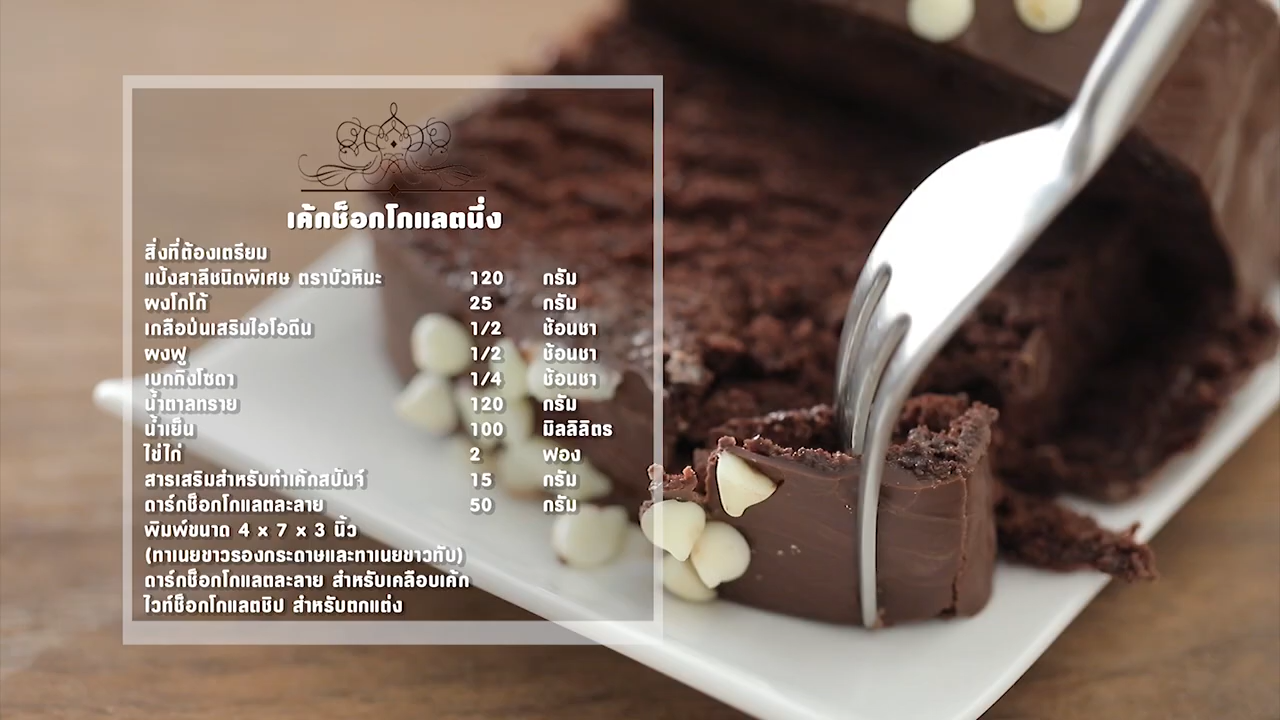 เค้กช็อกโกแลตนึ่ง
สิ่งที่ต้องเตรียม
แป้งสาลีชนิดพิเศษ ตราบัวหิมะ 120 กรัม
ผงโกโก้ 25 กรัม
เกลือป่นเสริมไอโอดีน 1/2 ช้อนชา
ผงฟู 1/2 ช้อนชา
เบกกิ้งโซดา 1/4 ช้อนชา
น้ำตาลทราย 120 กรัม
น้ำเย็น 100 มิลลิลิตร
ไข่ไก่ 2 ฟอง
สารเสริมสำหรับทำเค้กสปันจ์ 15 กรัม
ดาร์กช็อกโกแลตละลาย 50 กรัม
พิมพ์ขนาด 4 x 7 x 3 นิ้ว
(ทาเนยขาวรองกระดาษและทาเนยขาวทับ)
ดาร์กช็อกโกแลตละลาย สำหรับเคลือบเค้ก
ไวท์ช็อกโกแลตชิป สำหรับตกแต่ง